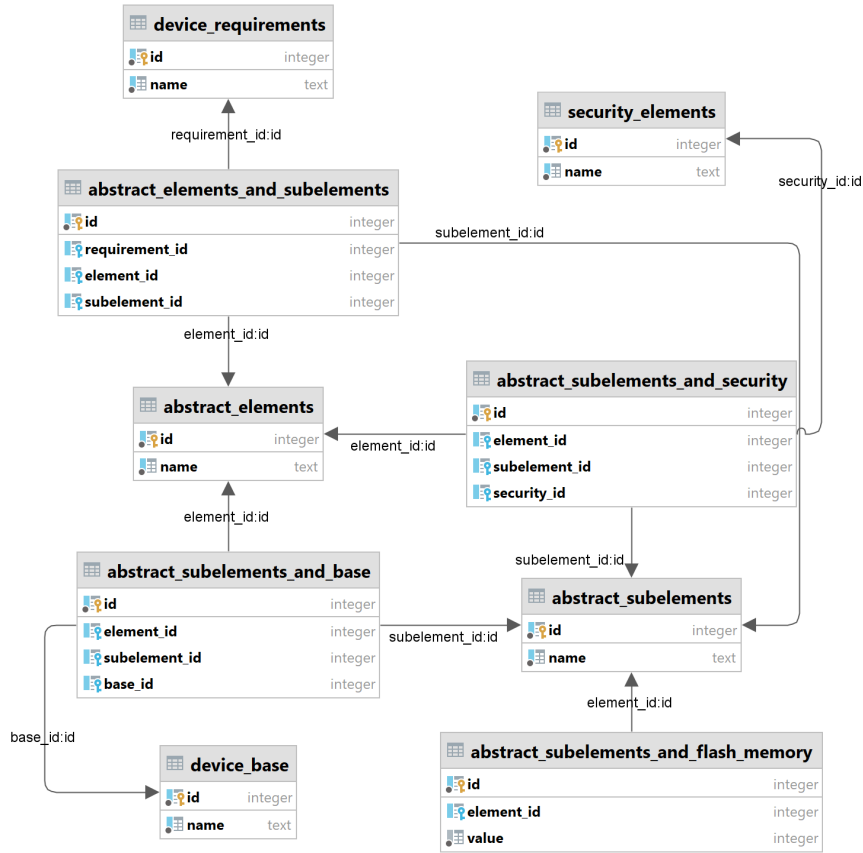 device_requirements
id integer
name text
requirement_id:id
security_elements
id integer
name text
security_id:id
abstract_elements_and_subelements
id integer
requirement_id integer
element_id integer
subelement_id integer
subelement_id:id
element_id:id
abstract_elements
id integer
name text
element_id:id
abstract_subelements_and_security
id integer
element_id integer
subelement_id integer
security_id integer
element_id:id
subelement_id:id
abstract_subelements_and_base
id integer
element_id integer
subelement_id integer
base_id integer
subelement_id:id
abstract_subelements
id integer
name text
element_id:id
base_id:id
device_base
id integer
name text
abstract_subelements_and_flash_memory
id integer
element_id integer
value integer